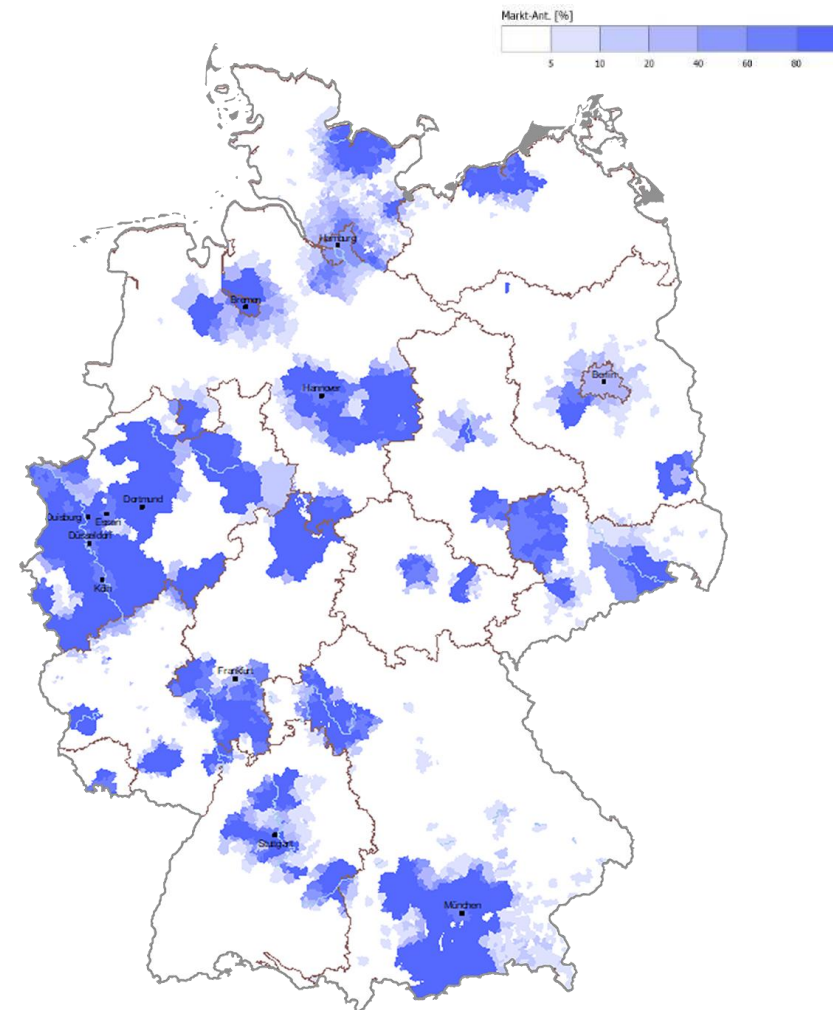 Markt-Ant. [%]
5 10 20 40 60 80
Hamburg
Bremen
Berlin
Hannover
Dortmund
Duisburg
Essen
Düsseldorf
Köln
Frankfurt
Stuttgart
München